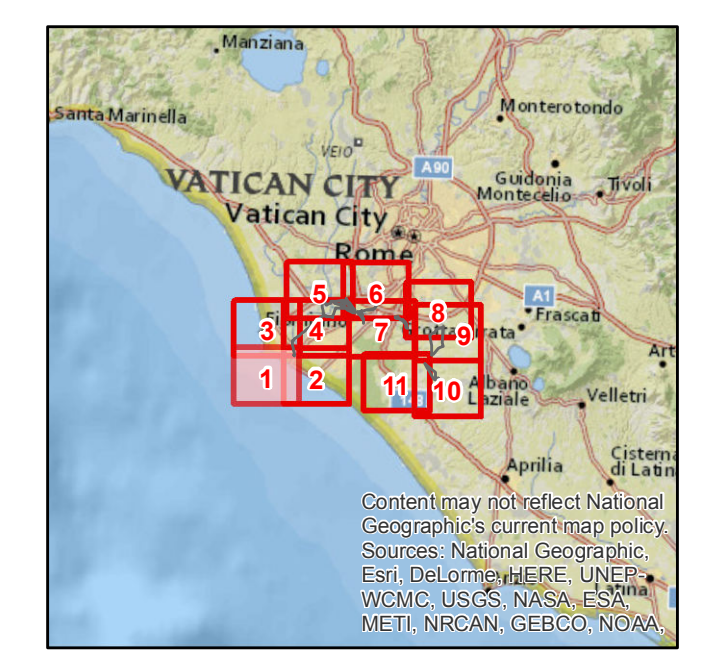 Manziana
Santa Marinella
Monterotondo
VEIO
A90
VATICAN CITY
Guidonia
Montecelio
Tivoli
Vatican City
Rome
5
6
A1
8
Frascati
3
4
7
9
1
2
11
10
Albano
Laziale
Velletri
Art
Cisterna
di Latin
Aprilia
Content may not reflect National
Geographic's current map policy.
Sources: National Geographic,
Esri, DeLorme, HERE, UNEP-
WCMC, USGS, NASA, ESA,
METI, NRCAN, GEBCO, NOAA,
atina